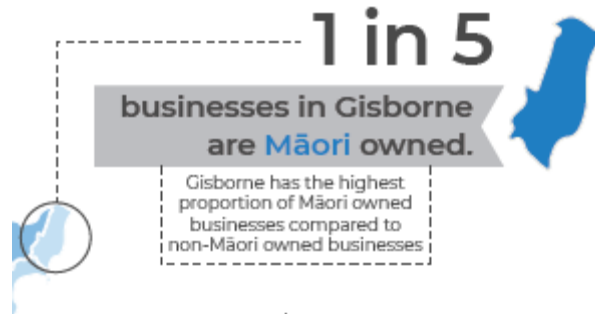 1 in 5
businesses in Gisborne
are Māori owned.
Gisborne has the highest
proportion of Māori owned
businesses compared to
non-Māori owned businesses